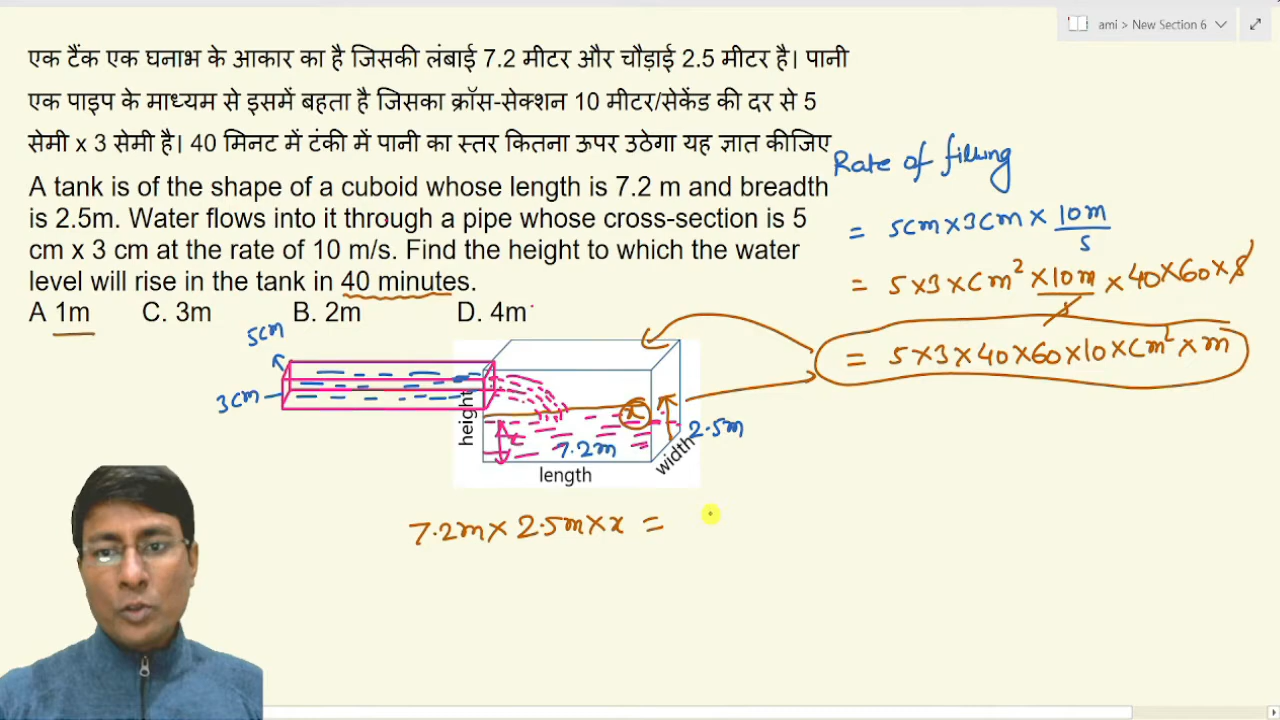 ami > New Section 6
एक टैंक एक घनाभ के आकार का है जिसकी लंबाई 7.2 मीटर और चौड़ाई 2.5 मीटर है। पानी
एक पाइप के माध्यम से इसमें बहता है जिसका क्रॉस-सेक्शन 10 मीटर/सेकेंड की दर से 5
सेमी x 3 सेमी है। 40 मिनट में टंकी में पानी का स्तर कितना ऊपर उठेगा यह ज्ञात कीजिए
A tank is of the shape of a cuboid whose length is 7.2 m and breadth
is 2.5m. Water flows into it through a pipe whose cross-section is 5
cm x 3 cm at the rate of 10 m/s. Find the height to which the water
level will rise in the tank in 40 minutes.
A 1m C. 3m B. 2m D. 4m
Rate of filling
= 5cm×3cm× 10m/s
= 5×3×cm²×10m/s×40×60×s
= 5×3×40×60×10×cm²×m
5cm
3cm
height
x
x
7.2m
2.5m
width
length
7.2m×2.5m×x =